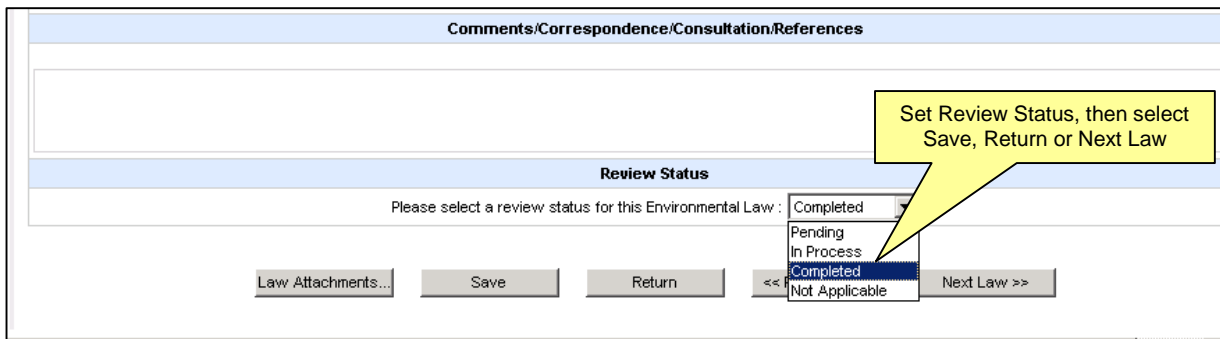 Comments/Correspondence/Consultation/References
Set Review Status, then select
Save, Return or Next Law
Review Status
Please select a review status for this Environmental Law : Completed
Pending
In Process
Completed
Not Applicable
Law Attachments... Save Return << Next Law >>